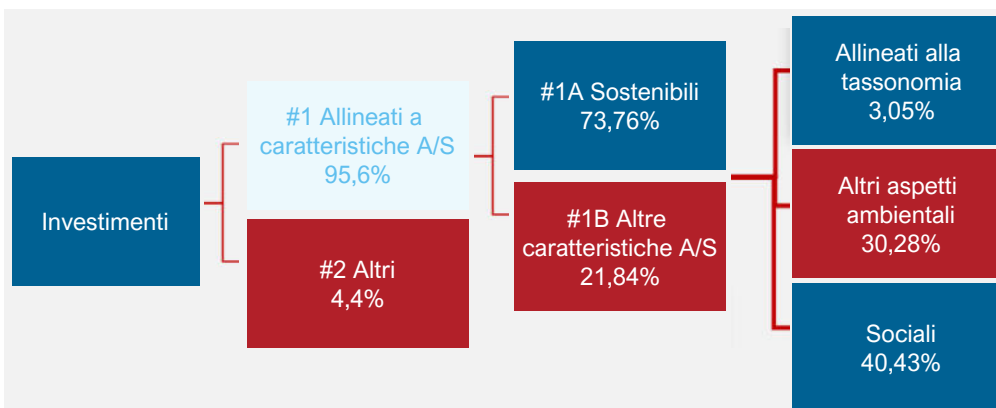 Investimenti
#1 Allineati a
caratteristiche A/S
95,6%
#2 Altri
4,4%
#1A Sostenibili
73,76%
#1B Altre
caratteristiche A/S
21,84%
Allineati alla
tassonomia
3,05%
Altri aspetti
ambientali
30,28%
Sociali
40,43%